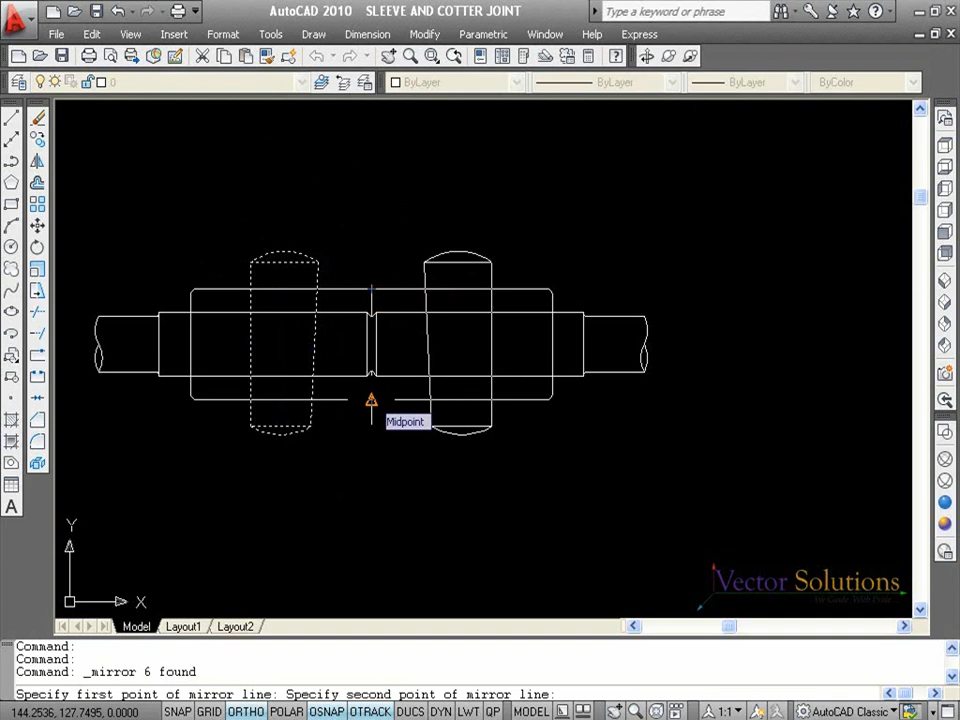 AutoCAD 2010 SLEEVE AND COTTER JOINT
Type a keyword or phrase
File Edit View Insert Format Tools Draw Dimension Modify Parametric Window Help Express
0
ByLayer
ByLayer
ByLayer
ByColor
A
Midpoint
Y
X
Vector Solutions
Model Layout1 Layout2
Command:
Command:
Command: _mirror 6 found
Specify first point of mirror line: Specify second point of mirror line:
144.2536, 127.7495, 0.0000 SNAP GRID ORTHO POLAR OSNAP OTRACK DUCS DYN LWT QP MODEL 1:1 AutoCAD Classic